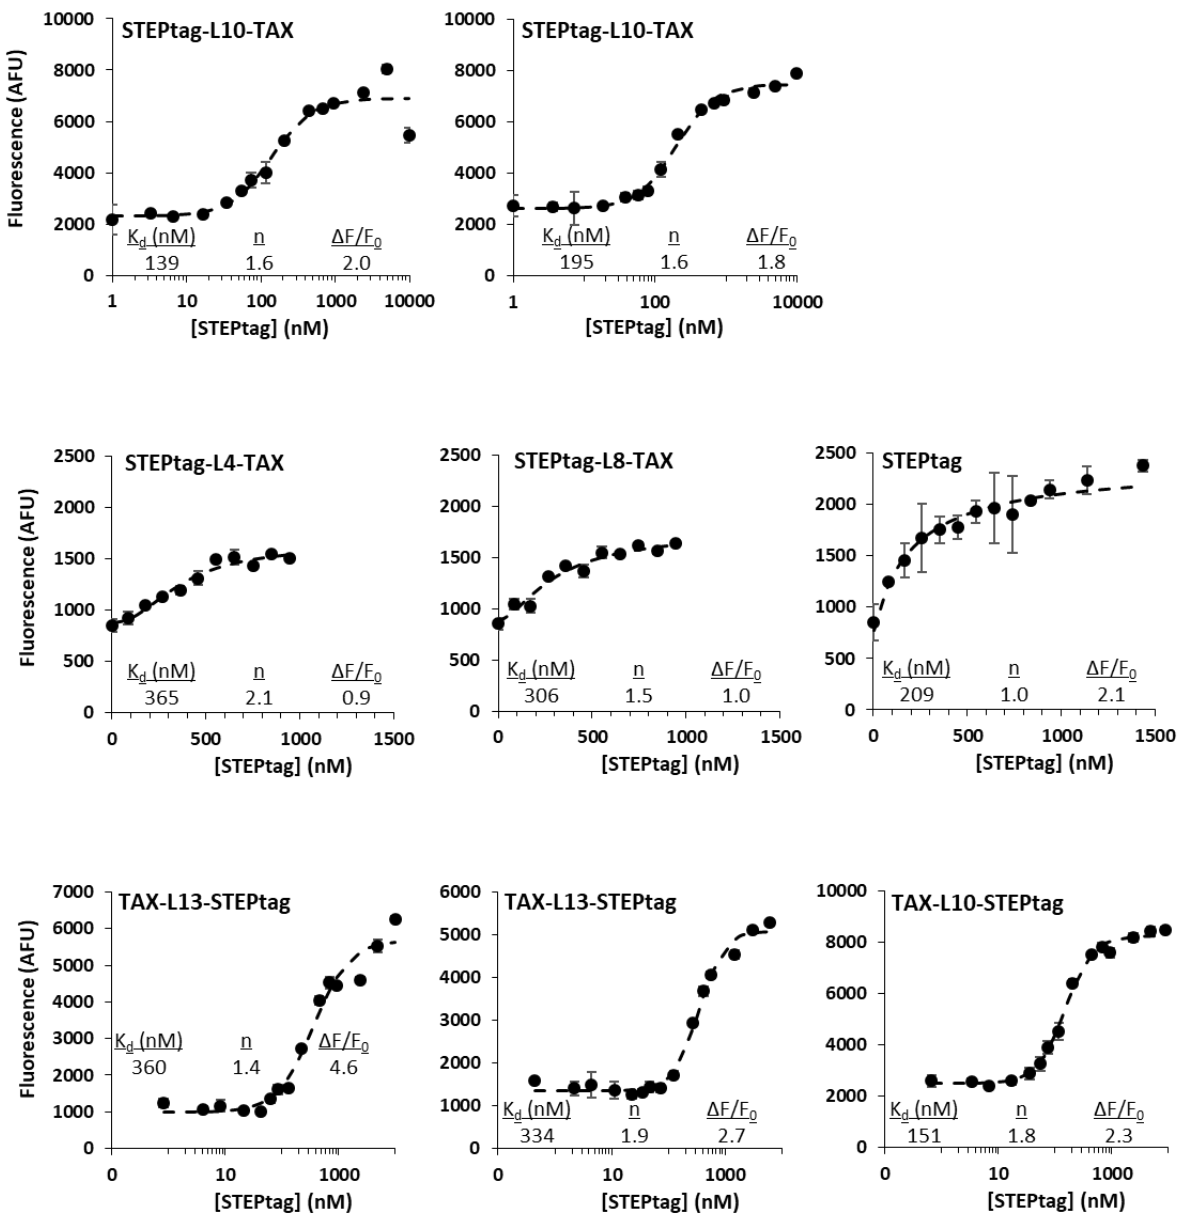 STEPtag-L10-TAX
Fluorescence (AFU)
10000
8000
6000
4000
2000
0
Kd (nM) n ΔF/F0
139 1.6 2.0
1 10 100 1000 10000
[STEPtag] (nM)
STEPtag-L10-TAX
10000
8000
6000
4000
2000
0
Kd (nM) n ΔF/F0
195 1.6 1.8
1 100 10000
[STEPtag] (nM)
STEPtag-L4-TAX
Fluorescence (AFU)
2500
2000
1500
1000
500
0
Kd (nM) n ΔF/F0
365 2.1 0.9
0 500 1000 1500
[STEPtag] (nM)
STEPtag-L8-TAX
2500
2000
1500
1000
500
0
Kd (nM) n ΔF/F0
306 1.5 1.0
0 500 1000 1500
[STEPtag] (nM)
STEPtag
2500
2000
1500
1000
500
0
Kd (nM) n ΔF/F0
209 1.0 2.1
0 500 1000 1500
[STEPtag] (nM)
TAX-L13-STEPtag
Fluorescence (AFU)
7000
6000
5000
4000
3000
2000
1000
0
Kd (nM) n ΔF/F0
360 1.4 4.6
0 10 1000
[STEPtag] (nM)
TAX-L13-STEPtag
6000
5000
4000
3000
2000
1000
0
Kd (nM) n ΔF/F0
334 1.9 2.7
0 10 1000
[STEPtag] (nM)
TAX-L10-STEPtag
10000
8000
6000
4000
2000
0
Kd (nM) n ΔF/F0
151 1.8 2.3
0 10 1000
[STEPtag] (nM)